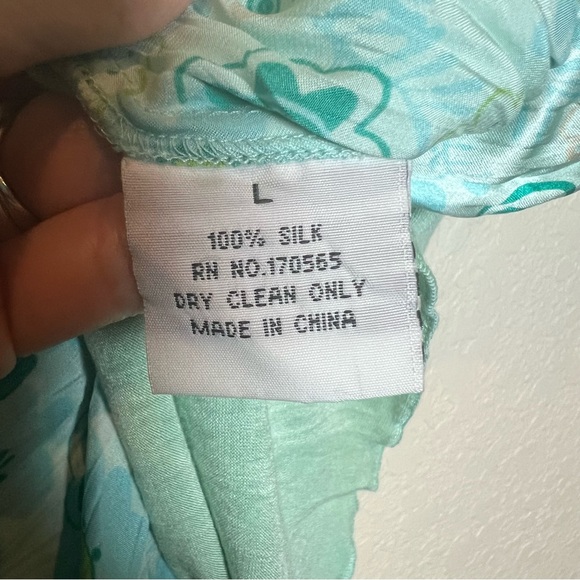 L
100% SILK
RN NO.170565
DRY CLEAN ONLY
MADE IN CHINA